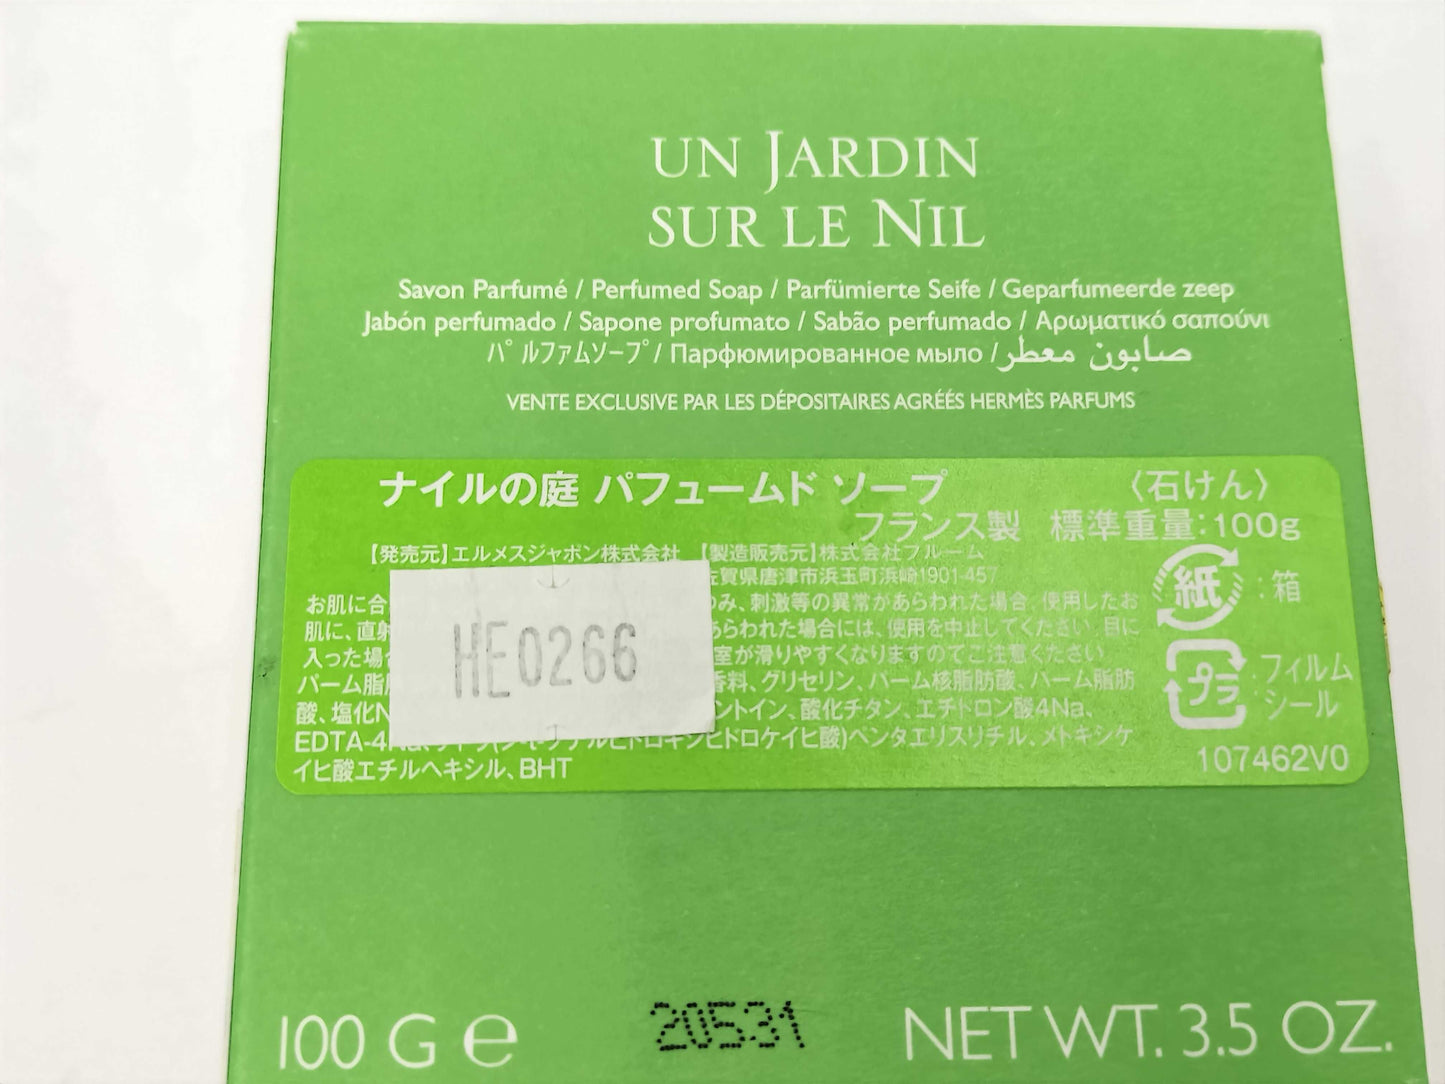 UN JARDIN
SUR LE NIL
Savon Parfumé / Perfumed Soap / Parfümierte Seife / Geparfumeerde zeep
Jabón perfumado / Sapone profumato / Sabão perfumado / Αρωματικό σαπούνι
パルファムソープ / Парфюмированное мыло / صابون معطر
VENTE EXCLUSIVE PAR LES DÉPOSITAIRES AGRÉÉS HERMÈS PARFUMS
ナイルの庭 パフュームド ソープ 〈石けん〉
フランス製 標準重量:100g
【発売元】エルメスジャポン株式会社 【製造販売元】株式会社ブルーム
佐賀県唐津市浜玉町浜崎1901-457
お肌に合 み、刺激等の異常があらわれた場合、使用したお
肌に、直射 あらわれた場合には、使用を中止してください。目に
入った場合 室が滑りやすくなりますのでご注意ください
パーム脂肪 香料、グリセリン、パーム核脂肪酸、パーム脂肪
酸、塩化N ントイン、酸化チタン、エチドロン酸4Na、
EDTA-4Na、 ヒドロケイヒ酸)ペンタエリスリチル、メトキシケ
イヒ酸エチルヘキシル、BHT
HE0266
紙 :箱
プラ :フィルム
シール
107462V0
100 G e
20531
NET WT. 3.5 OZ.